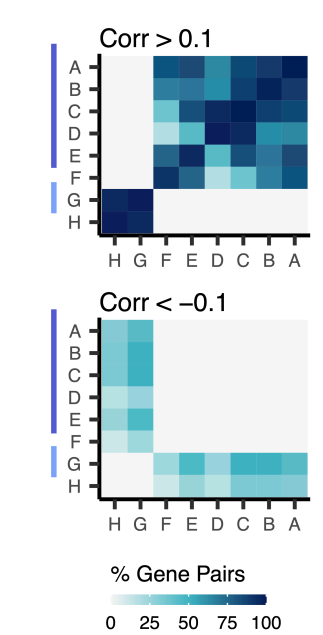 Corr > 0.1
A
B
C
D
E
F
G
H
H G F E D C B A
Corr < −0.1
A
B
C
D
E
F
G
H
H G F E D C B A
% Gene Pairs
0 25 50 75 100